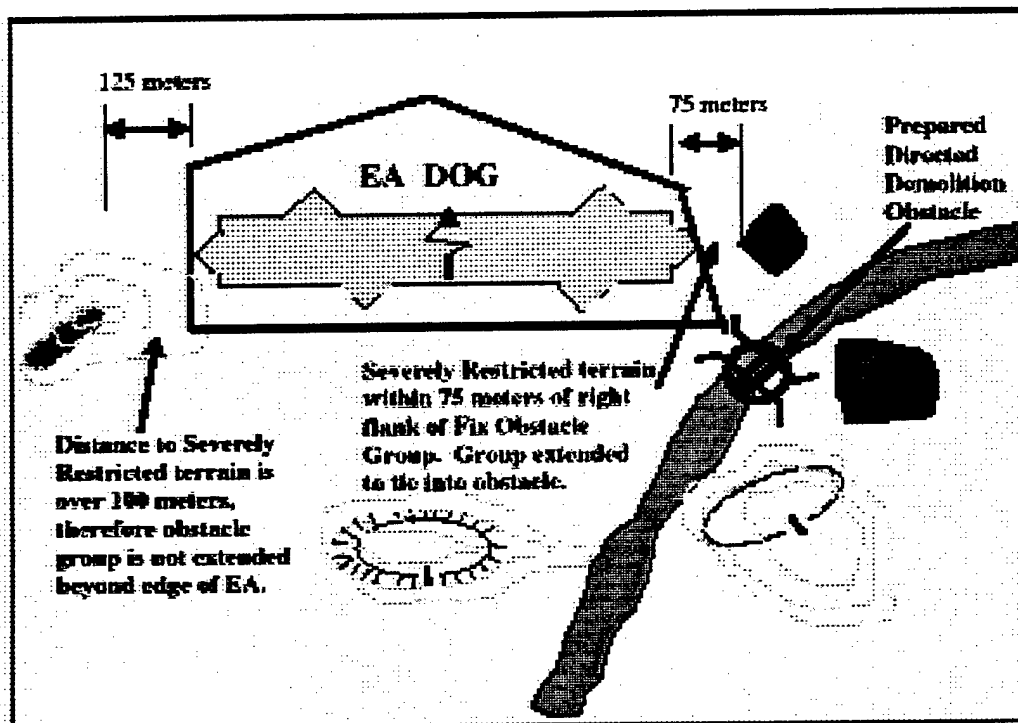 125 meters
75 meters
Prepared
Directed
Demolition
Obstacle
EA DOG
Severely Restricted terrain
within 75 meters of right
flank of Fix Obstacle
Group. Group extended
to tie into obstacle.
Distance to Severely
Restricted terrain is
over 100 meters,
therefore obstacle
group is not extended
beyond edge of EA.